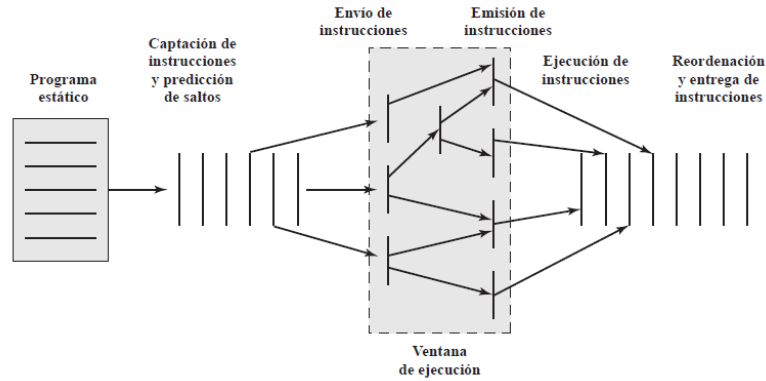 Programa
estático
Captación de
instrucciones
y predicción
de saltos
Envío de
instrucciones
Emisión de
instrucciones
Ejecución de
instrucciones
Reordenación
y entrega de
instrucciones
Ventana
de ejecución